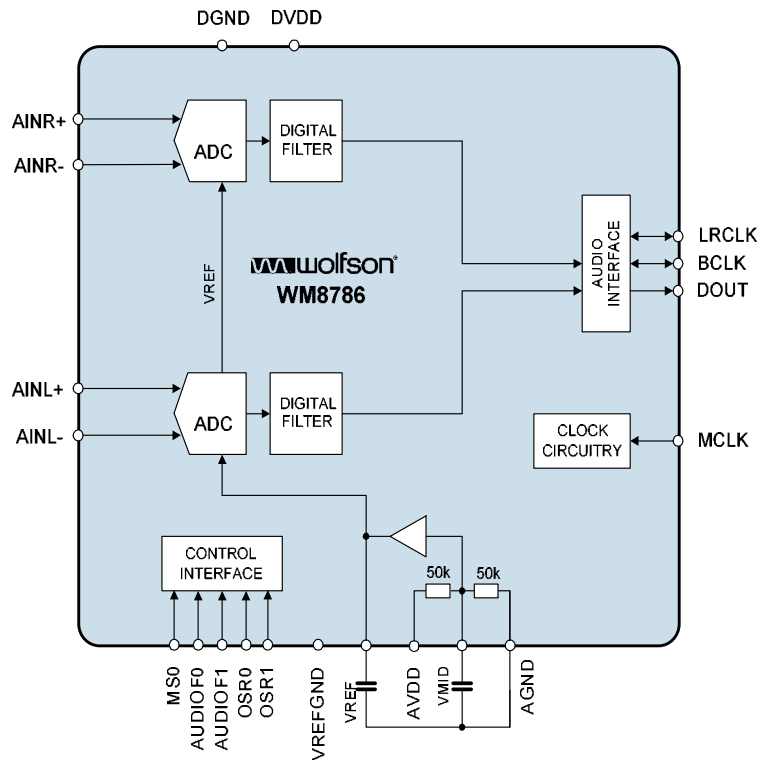 DGND
DVDD
AINR+
AINR-
ADC
DIGITAL
FILTER
VREF
wolfson®
WM8786
AUDIO
INTERFACE
LRCLK
BCLK
DOUT
AINL+
AINL-
ADC
DIGITAL
FILTER
CLOCK
CIRCUITRY
MCLK
CONTROL
INTERFACE
50k
50k
MS0
AUDIOF0
AUDIOF1
OSR0
OSR1
VREFGND
VREF
AVDD
VMID
AGND